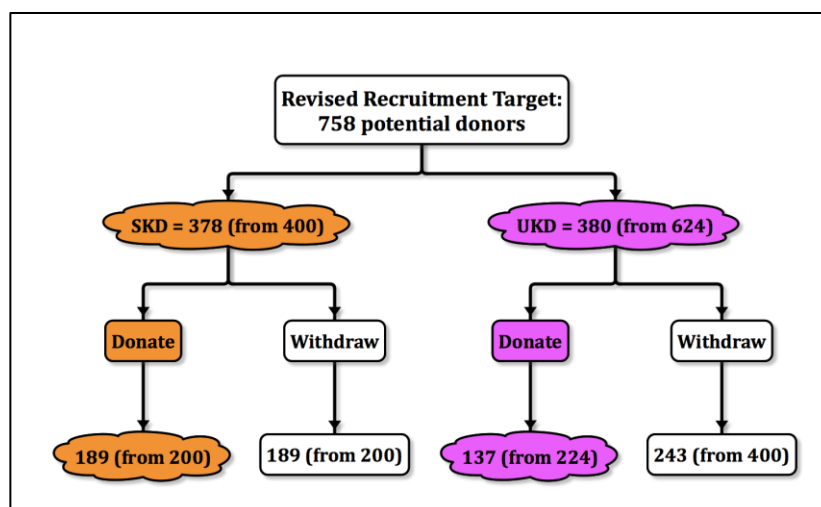 Revised Recruitment Target:
758 potential donors
SKD = 378 (from 400)
UKD = 380 (from 624)
Donate
Withdraw
Donate
Withdraw
189 (from 200)
189 (from 200)
137 (from 224)
243 (from 400)